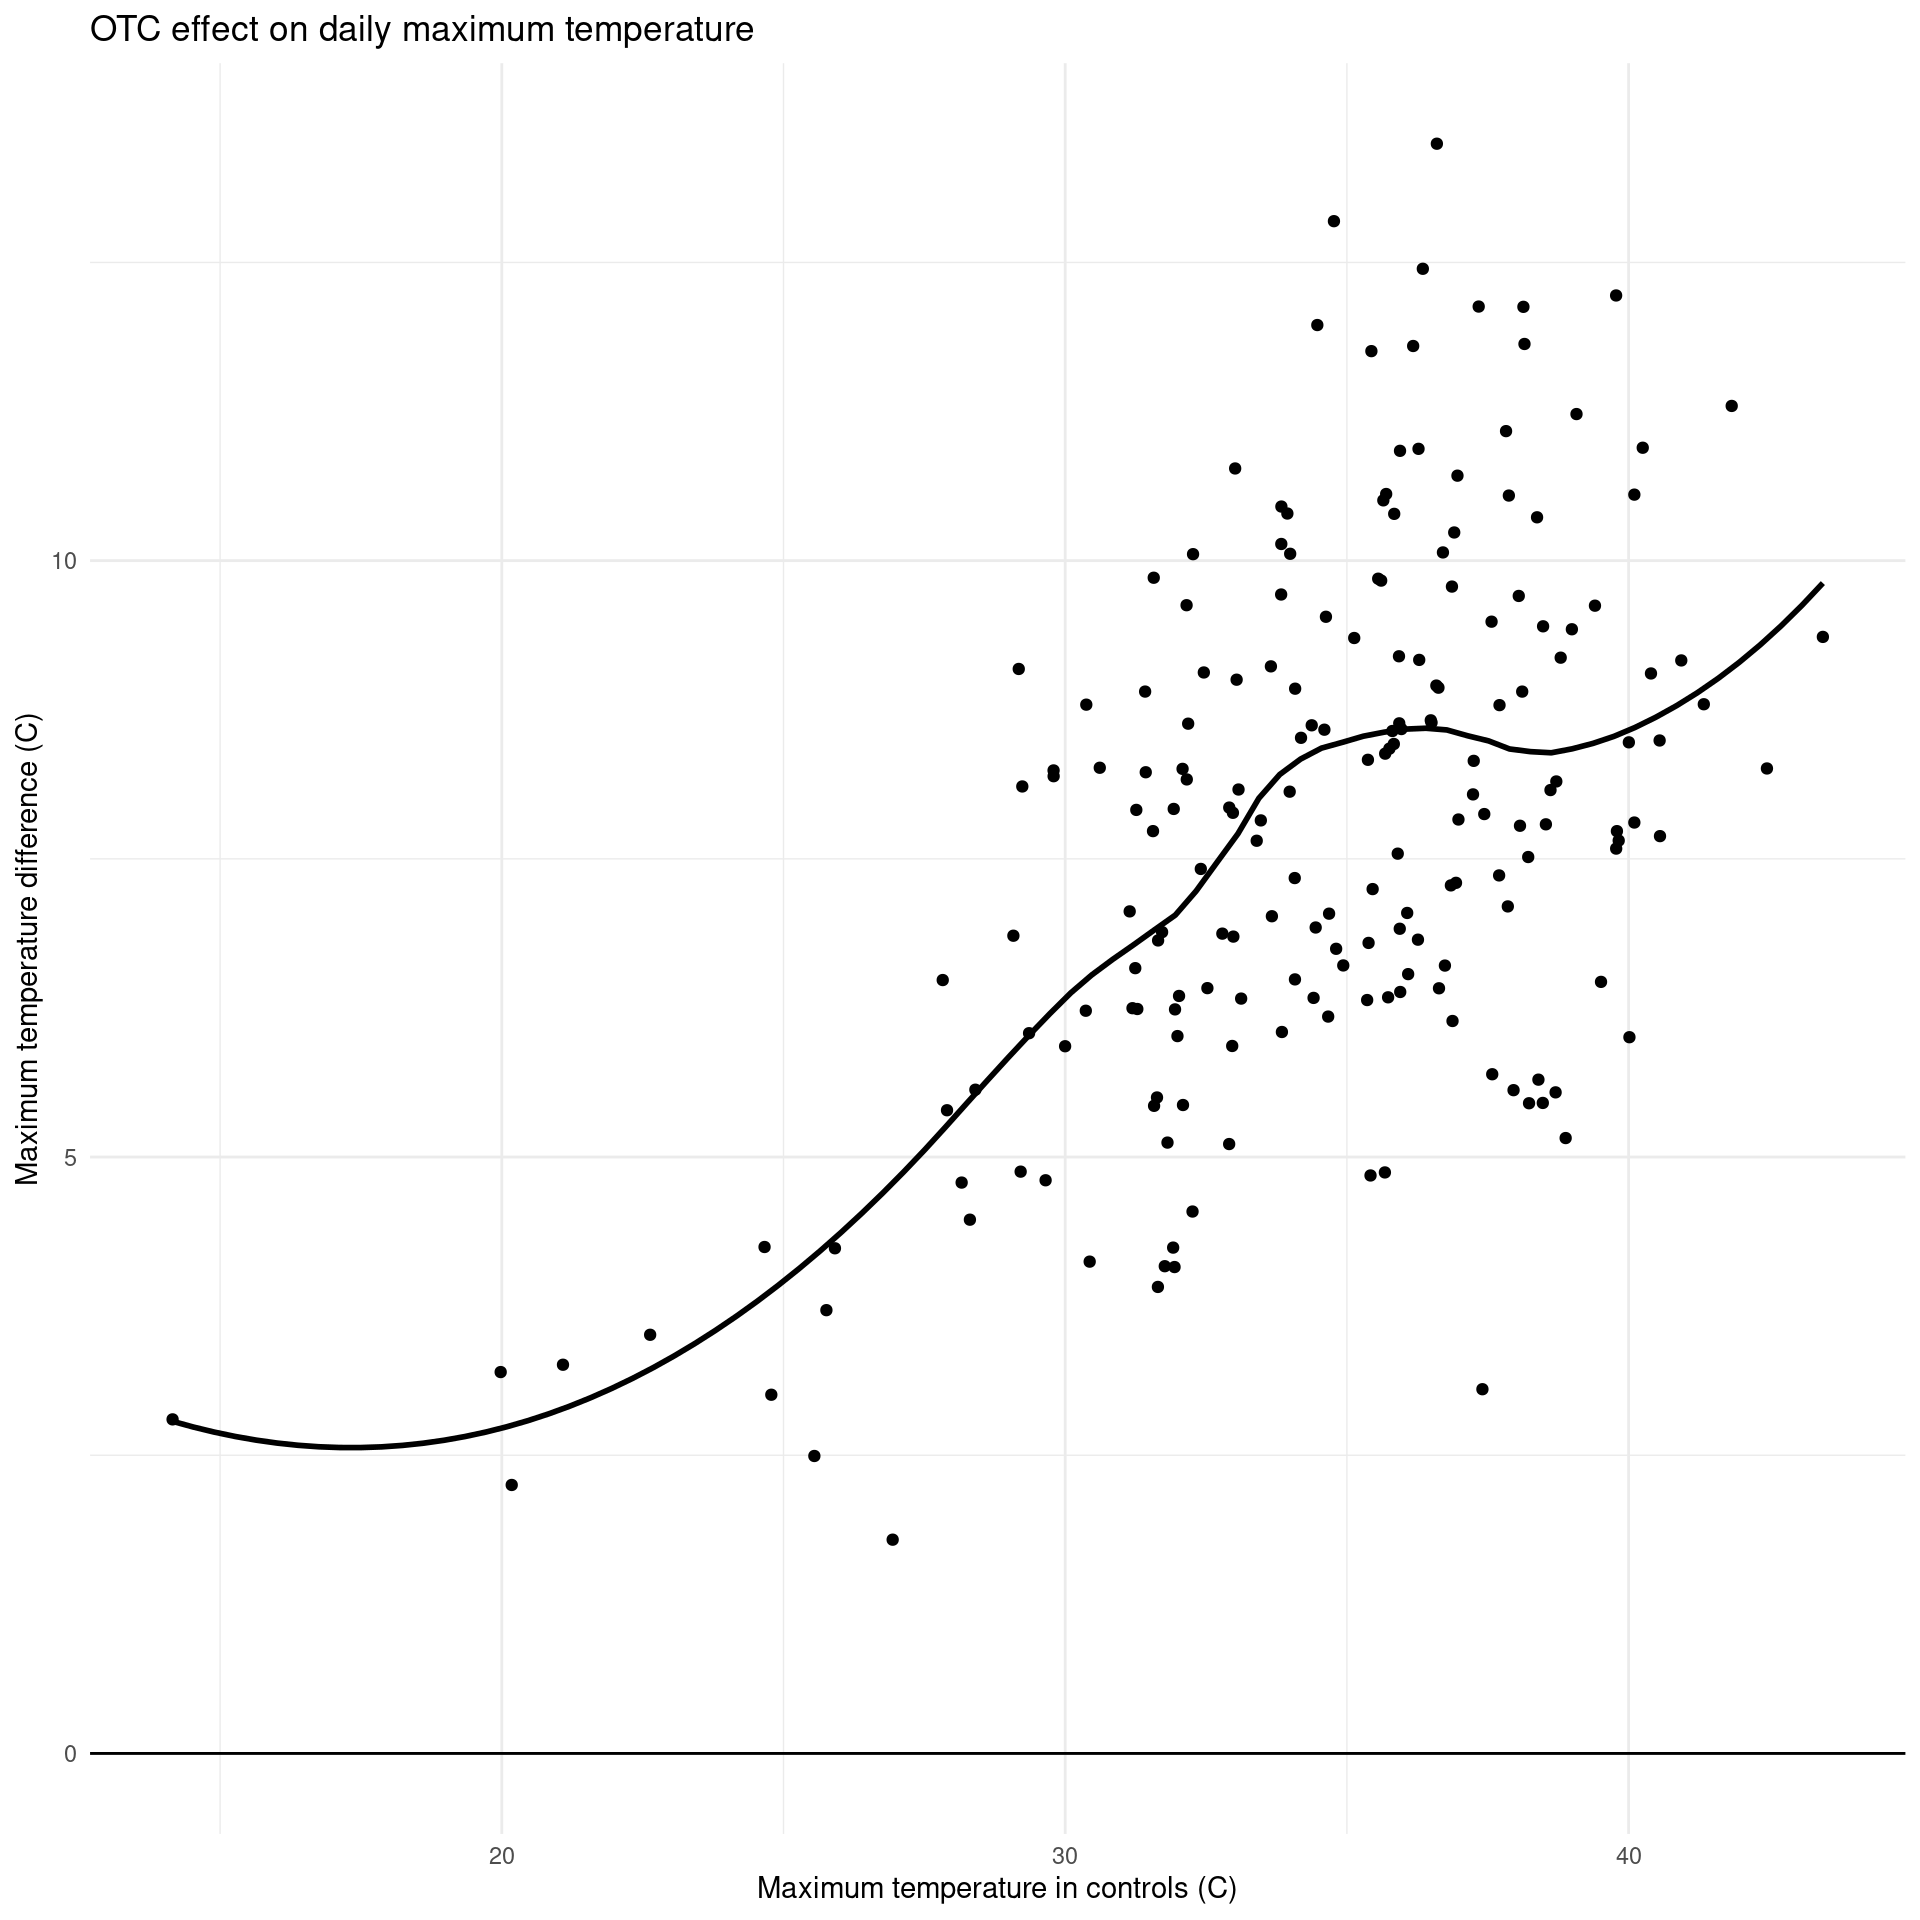 OTC effect on daily maximum temperature
Maximum temperature difference (C)
10
5
0
20
30
40
Maximum temperature in controls (C)